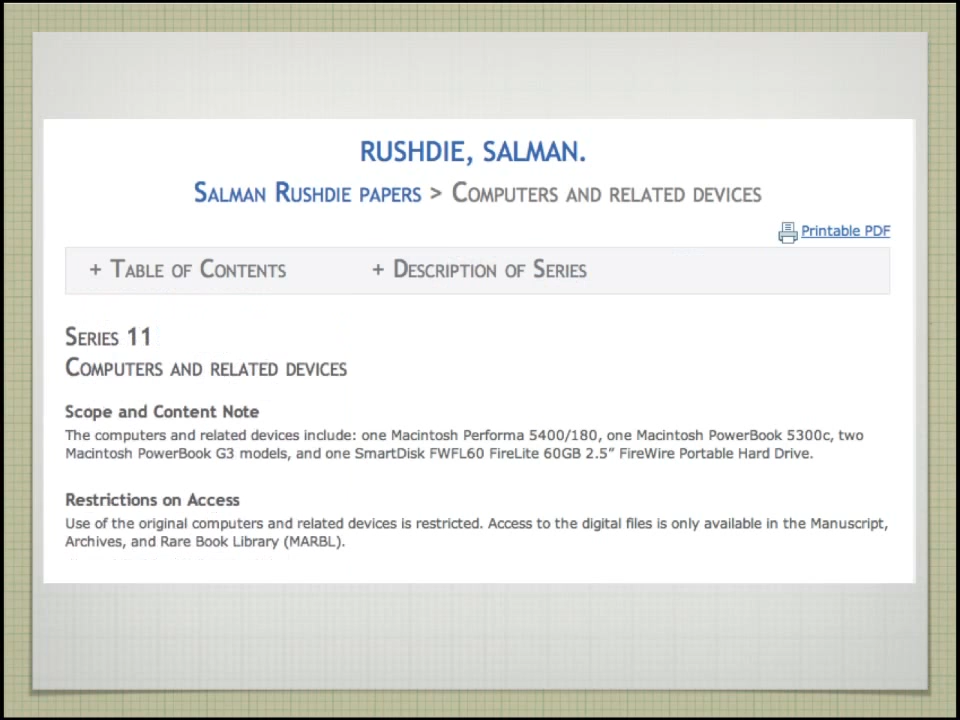 RUSHDIE, SALMAN.
SALMAN RUSHDIE PAPERS > COMPUTERS AND RELATED DEVICES
Printable PDF
+ TABLE OF CONTENTS + DESCRIPTION OF SERIES
SERIES 11
COMPUTERS AND RELATED DEVICES
Scope and Content Note
The computers and related devices include: one Macintosh Performa 5400/180, one Macintosh PowerBook 5300c, two
Macintosh PowerBook G3 models, and one SmartDisk FWFL60 FireLite 60GB 2.5” FireWire Portable Hard Drive.
Restrictions on Access
Use of the original computers and related devices is restricted. Access to the digital files is only available in the Manuscript,
Archives, and Rare Book Library (MARBL).